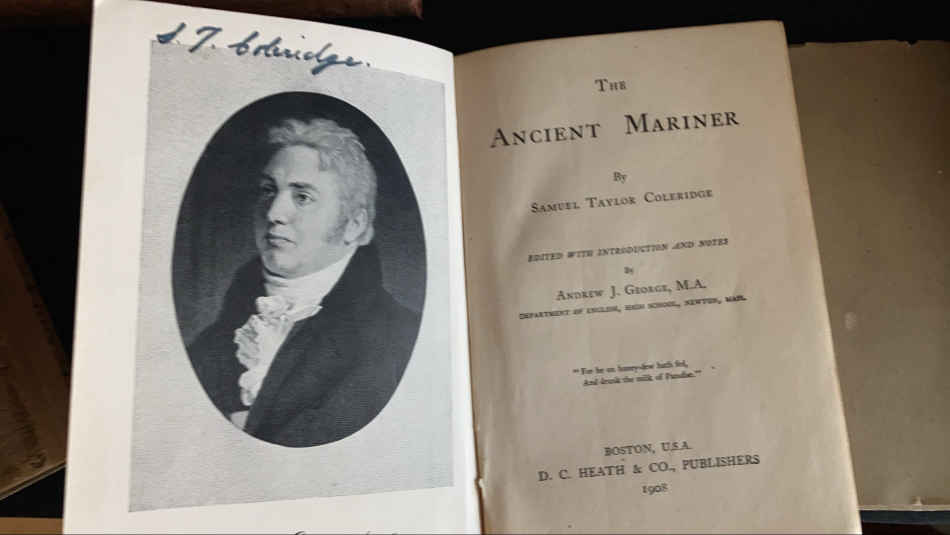 S. T. Coleridge.
THE
ANCIENT MARINER
By
SAMUEL TAYLOR COLERIDGE
EDITED WITH INTRODUCTION AND NOTES
By
ANDREW J. GEORGE, M.A.
DEPARTMENT OF ENGLISH, HIGH SCHOOL, NEWTON, MASS.
"For he on honey-dew hath fed,
And drunk the milk of Paradise."
BOSTON, U.S.A.
D. C. HEATH & CO., PUBLISHERS
1908